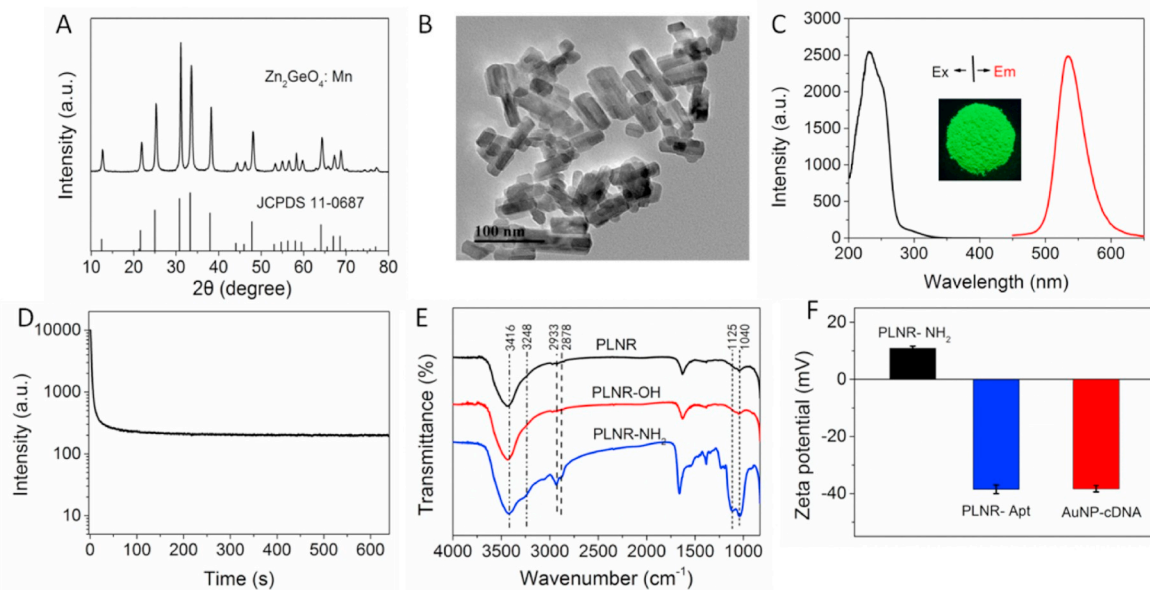 A
Zn₂GeO₄: Mn
JCPDS 11-0687
Intensity (a.u.)
10 20 30 40 50 60 70 80
2θ (degree)
B
100 nm
C
3000
2500
2000
1500
1000
500
0
Intensity (a.u.)
Ex Em
200 300 400 500 600
Wavelength (nm)
D
10000
1000
100
10
Intensity (a.u.)
0 100 200 300 400 500 600
Time (s)
E
3416
3248
2933
2878
1125
1040
PLNR
PLNR-OH
PLNR-NH₂
Transmittance (%)
4000 3500 3000 2500 2000 1500 1000
Wavenumber (cm⁻¹)
F
20
0
-20
-40
Zeta potential (mV)
PLNR- NH₂
PLNR- Apt
AuNP-cDNA